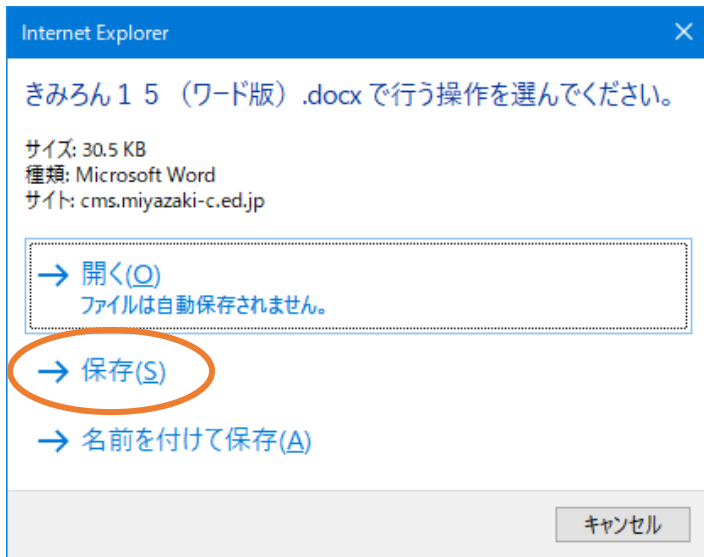 Internet Explorer
きみろん１５（ワード版）.docx で行う操作を選んでください。
サイズ: 30.5 KB
種類: Microsoft Word
サイト: cms.miyazaki-c.ed.jp
→ 開く(O)
ファイルは自動保存されません。
→ 保存(S)
→ 名前を付けて保存(A)
キャンセル